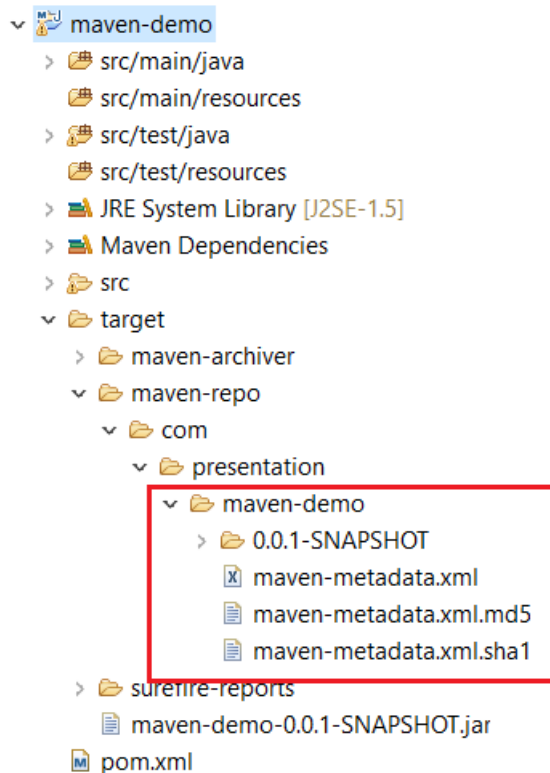 maven-demo
src/main/java
src/main/resources
src/test/java
src/test/resources
JRE System Library [J2SE-1.5]
Maven Dependencies
src
target
maven-archiver
maven-repo
com
presentation
maven-demo
0.0.1-SNAPSHOT
maven-metadata.xml
maven-metadata.xml.md5
maven-metadata.xml.sha1
surefire-reports
maven-demo-0.0.1-SNAPSHOT.jar
pom.xml